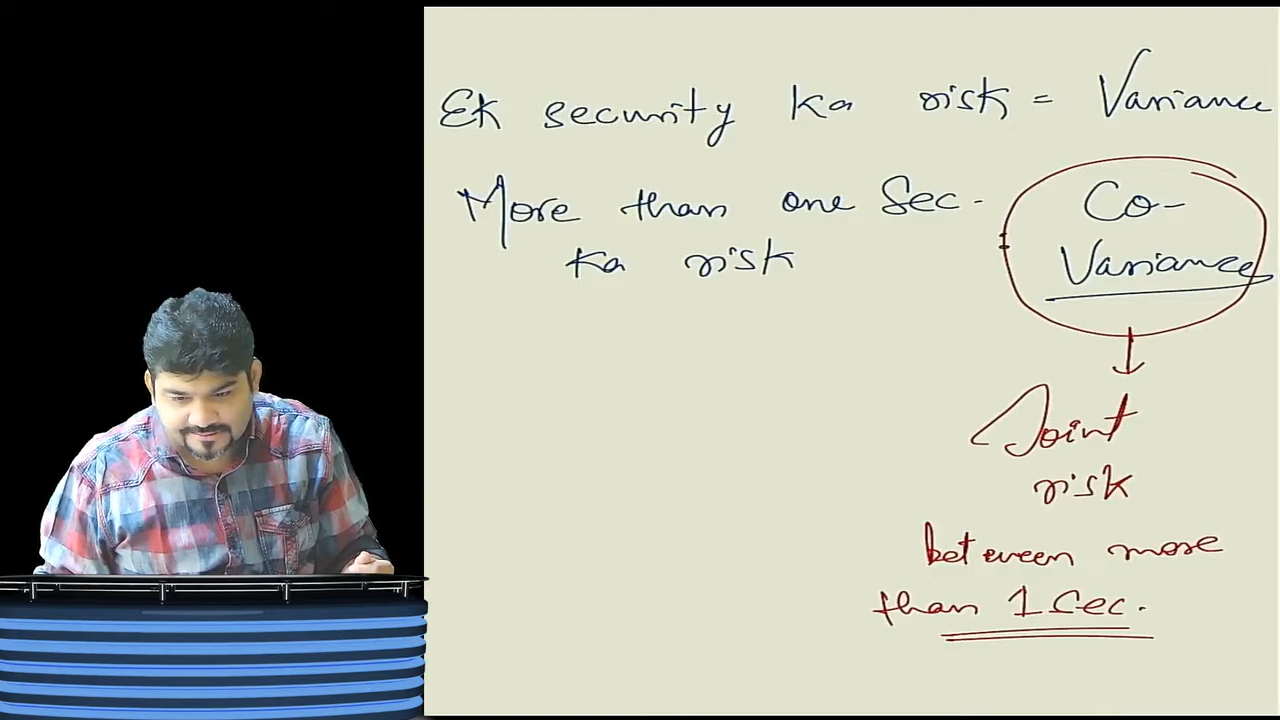 Ek security ka risk = Variance
More than one Sec. Co-
ka risk Variance
Joint
risk
between more
than 1 Sec.